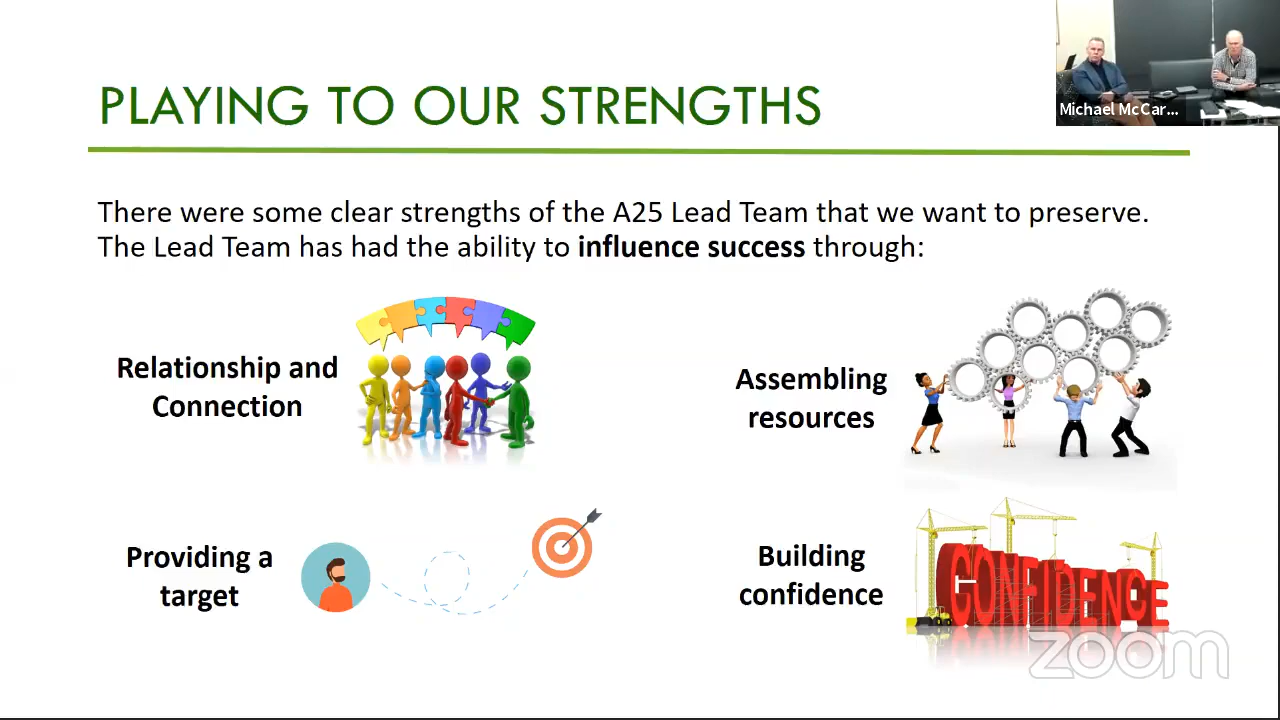 Michael McCar...
PLAYING TO OUR STRENGTHS
There were some clear strengths of the A25 Lead Team that we want to preserve.
The Lead Team has had the ability to influence success through:
Relationship and
Connection
Assembling
resources
Providing a
target
Building
confidence
CONFIDENCE
zoom